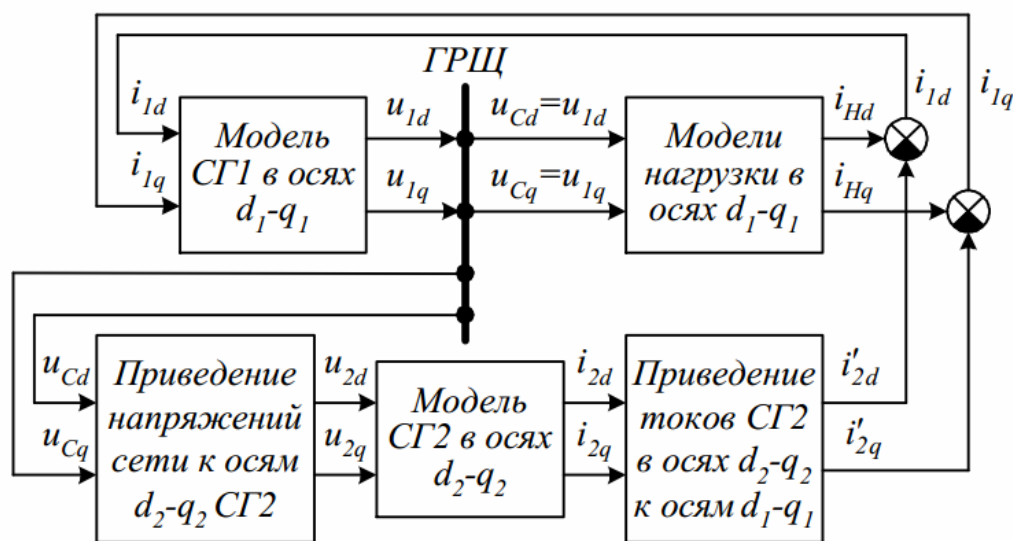 ГРЩ
i1d
i1q
Модель
СГ1 в осях
d1-q1
u1d
u1q
uCd=u1d
uCq=u1q
Модели
нагрузки в
осях d1-q1
iHd
iHq
i1d
i1q
uCd
uCq
Приведение
напряжений
сети к осям
d2-q2 СГ2
u2d
u2q
Модель
СГ2 в осях
d2-q2
i2d
i2q
Приведение
токов СГ2
в осях d2-q2
к осям d1-q1
i'2d
i'2q